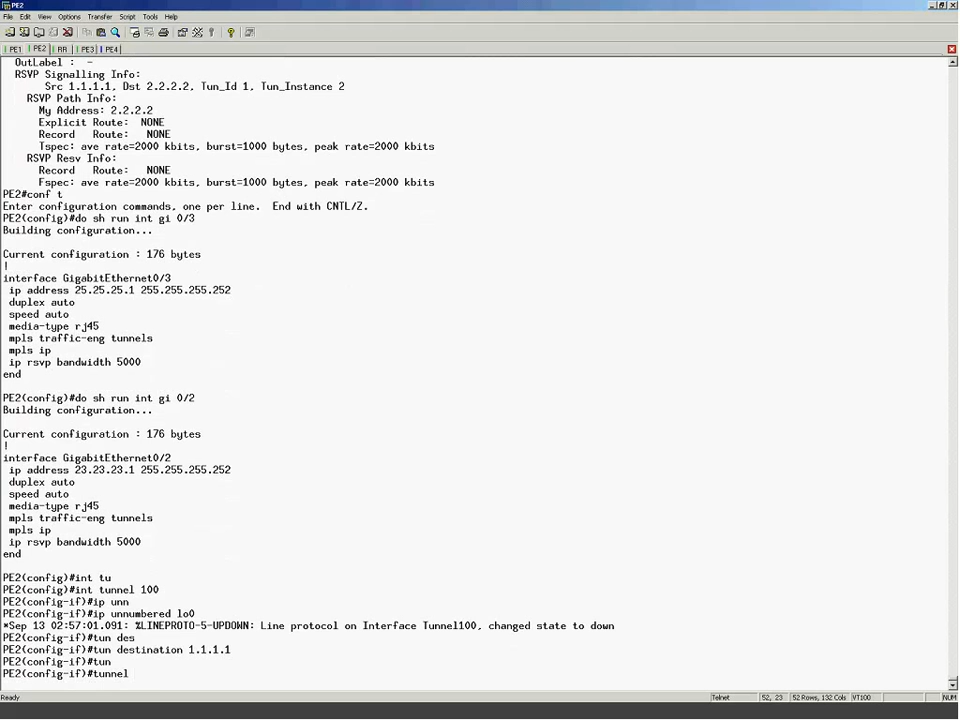 PE2
File Edit View Options Transfer Script Tools Help
PE1 PE2 RR PE3 PE4
OutLabel : -
RSVP Signalling Info:
Src 1.1.1.1, Dst 2.2.2.2, Tun_Id 1, Tun_Instance 2
RSVP Path Info:
My Address: 2.2.2.2
Explicit Route: NONE
Record Route: NONE
Tspec: ave rate=2000 kbits, burst=1000 bytes, peak rate=2000 kbits
RSVP Resv Info:
Record Route: NONE
Fspec: ave rate=2000 kbits, burst=1000 bytes, peak rate=2000 kbits
PE2#conf t
Enter configuration commands, one per line. End with CNTL/Z.
PE2(config)#do sh run int gi 0/3
Building configuration...
Current configuration : 176 bytes
!
interface GigabitEthernet0/3
ip address 25.25.25.1 255.255.255.252
duplex auto
speed auto
media-type rj45
mpls traffic-eng tunnels
mpls ip
ip rsvp bandwidth 5000
end
PE2(config)#do sh run int gi 0/2
Building configuration...
Current configuration : 176 bytes
!
interface GigabitEthernet0/2
ip address 23.23.23.1 255.255.255.252
duplex auto
speed auto
media-type rj45
mpls traffic-eng tunnels
mpls ip
ip rsvp bandwidth 5000
end
PE2(config)#int tu
PE2(config)#int tunnel 100
PE2(config-if)#ip unn
PE2(config-if)#ip unnumbered lo0
*Sep 13 02:57:01.091: %LINEPROTO-5-UPDOWN: Line protocol on Interface Tunnel100, changed state to down
PE2(config-if)#tun des
PE2(config-if)#tun destination 1.1.1.1
PE2(config-if)#tun
PE2(config-if)#tunnel
Ready Telnet 52, 23 52 Rows, 132 Cols VT100 NUM